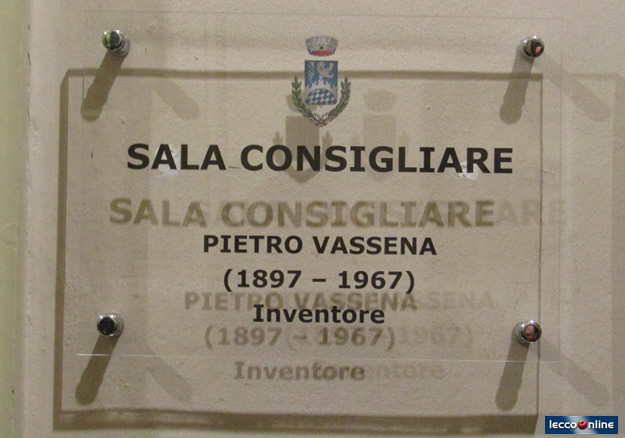 SALA CONSIGLIARE
PIETRO VASSENA
(1897 – 1967)
Inventore
leccoonline